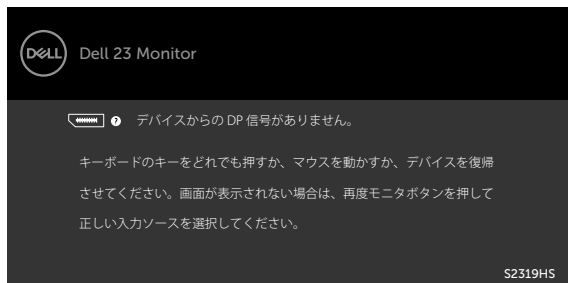 DELL
Dell 23 Monitor
? デバイスからの DP 信号がありません。
キーボードのキーをどれでも押すか、マウスを動かすか、デバイスを復帰
させてください。画面が表示されない場合は、再度モニタボタンを押して
正しい入力ソースを選択してください。
S2319HS